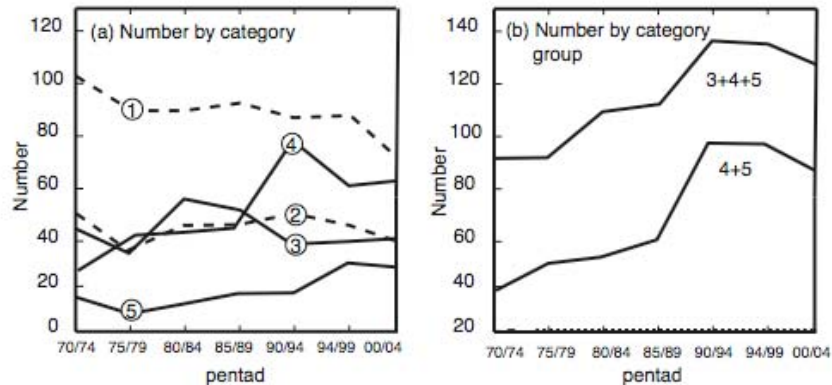 (a) Number by category
120
100
80
60
40
20
0
Number
①
④
②
③
⑤
70/74 75/79 80/84 85/89 90/94 94/99 00/04
pentad
(b) Number by category
group
140
120
100
80
60
40
20
Number
3+4+5
4+5
70/74 75/79 80/84 85/89 90/94 94/99 00/04
pentad